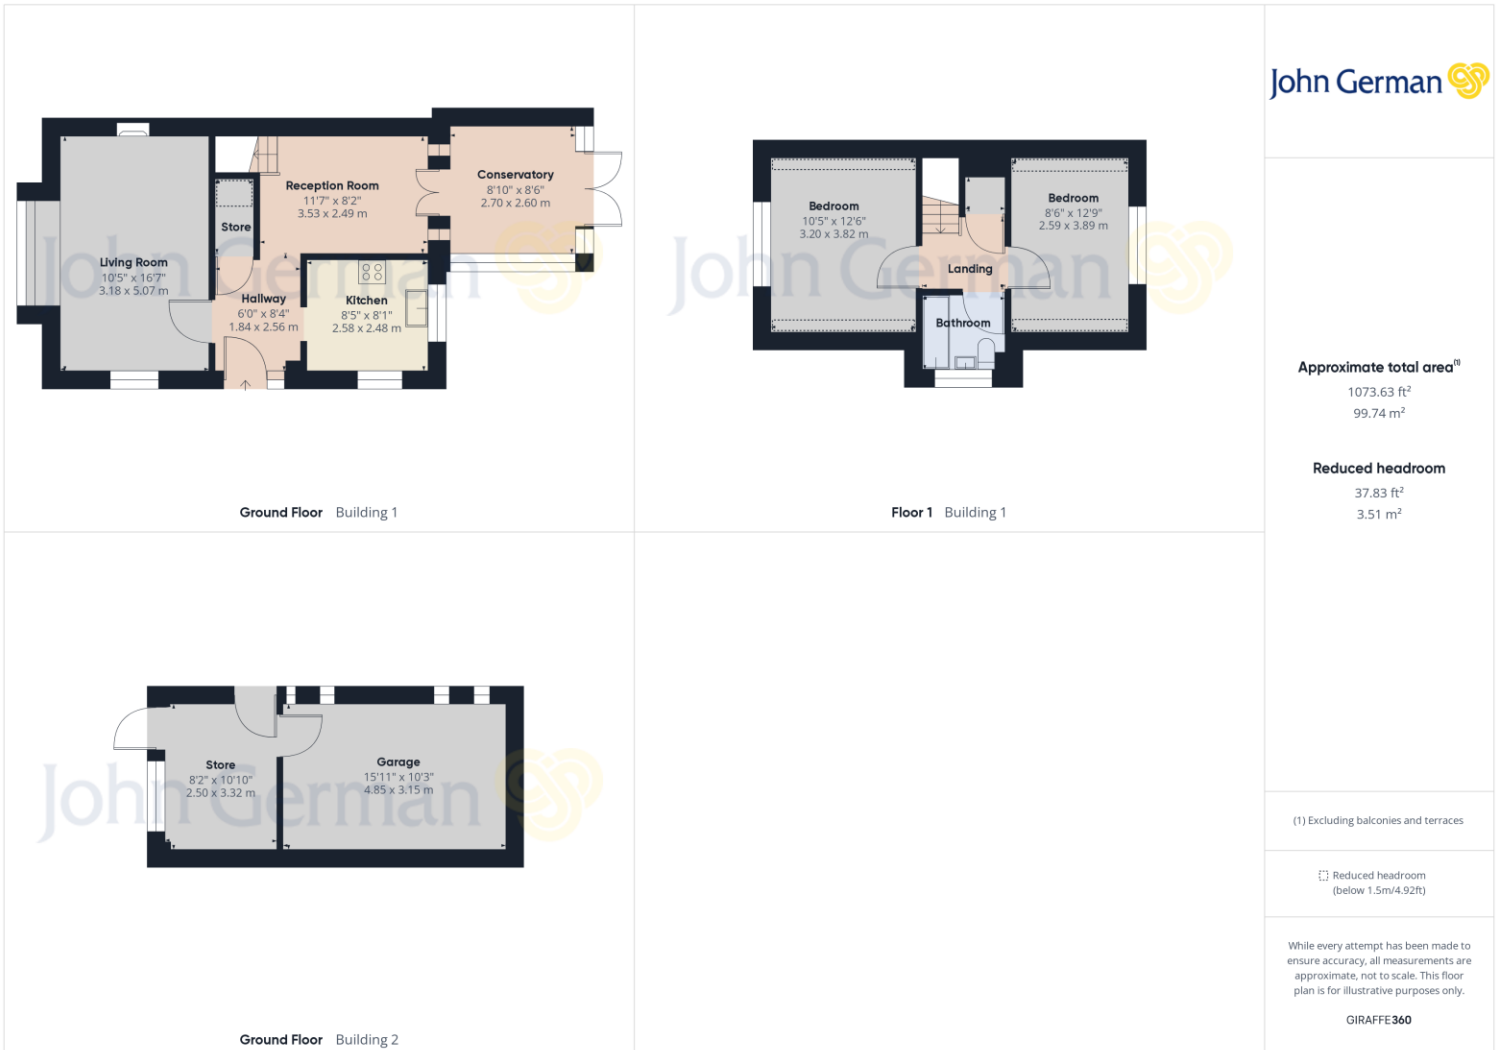 Living Room
10'5" x 16'7"
3.18 x 5.07 m
Store
Reception Room
11'7" x 8'2"
3.53 x 2.49 m
Conservatory
8'10" x 8'6"
2.70 x 2.60 m
Hallway
6'0" x 8'4"
1.84 x 2.56 m
Kitchen
8'5" x 8'1"
2.58 x 2.48 m
John German
Ground Floor Building 1
Bedroom
10'5" x 12'6"
3.20 x 3.82 m
Bedroom
8'6" x 12'9"
2.59 x 3.89 m
Landing
Bathroom
John German
Floor 1 Building 1
Store
8'2" x 10'10"
2.50 x 3.32 m
Garage
15'11" x 10'3"
4.85 x 3.15 m
John German
Ground Floor Building 2
John German
Approximate total area(1)
1073.63 ft²
99.74 m²
Reduced headroom
37.83 ft²
3.51 m²
(1) Excluding balconies and terraces
Reduced headroom
(below 1.5m/4.92ft)
While every attempt has been made to
ensure accuracy, all measurements are
approximate, not to scale. This floor
plan is for illustrative purposes only.
GIRAFFE360